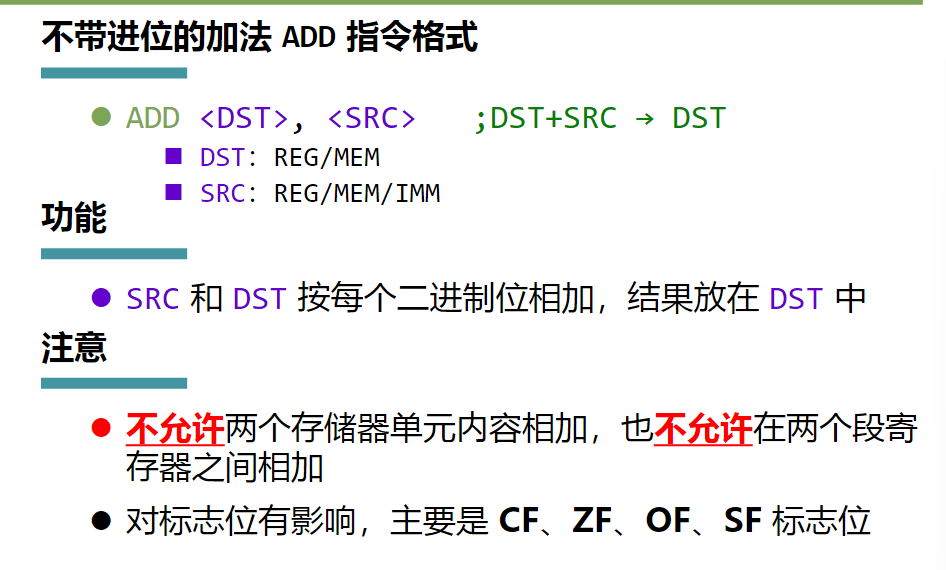 不带进位的加法 ADD 指令格式
ADD <DST>, <SRC> ;DST+SRC → DST
DST: REG/MEM
SRC: REG/MEM/IMM
功能
SRC 和 DST 按每个二进制位相加，结果放在 DST 中
注意
不允许两个存储器单元内容相加，也不允许在两个段寄
存器之间相加
对标志位有影响，主要是 CF、ZF、OF、SF 标志位